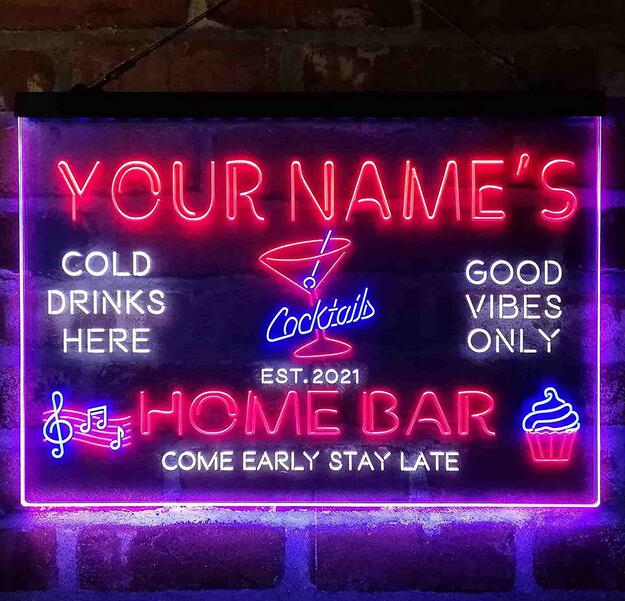 YOUR NAME'S
COLD
DRINKS
HERE
Cocktails
GOOD
VIBES
ONLY
EST. 2021
HOME BAR
COME EARLY STAY LATE